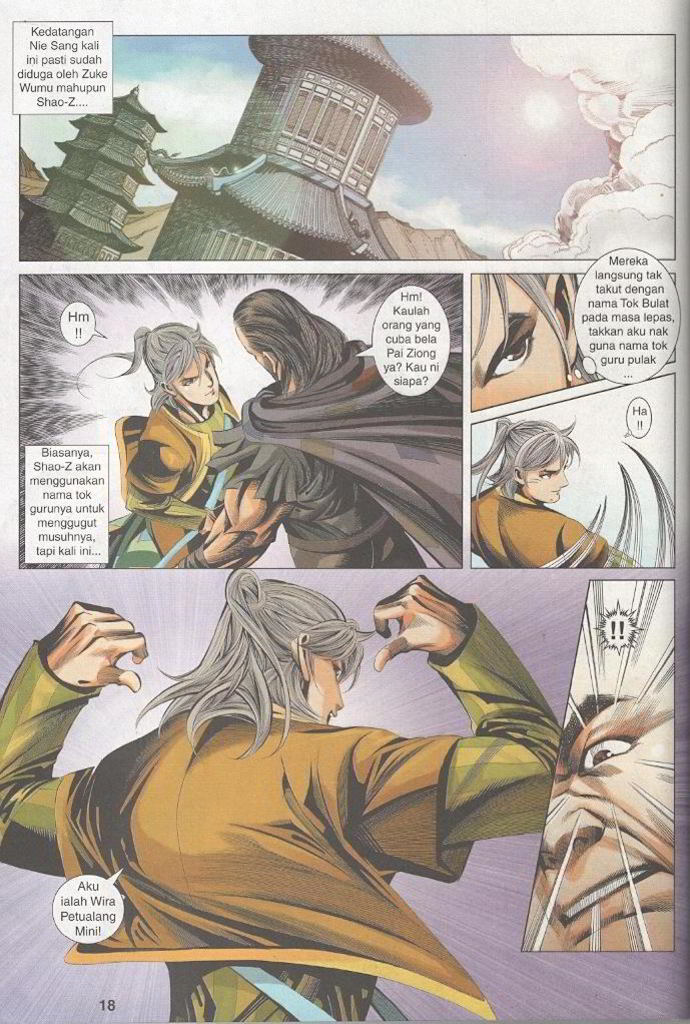 Kedatangan
Nie Sang kali
ini pasti sudah
diduga oleh Zuke
Wumu mahupun
Shao-Z....
Hm
!!
Hm!
Kaulah
orang yang
cuba bela
Pai Ziong
ya? Kau ni
siapa?
Biasanya,
Shao-Z akan
menggunakan
nama tok
gurunya untuk
menggugut
musuhnya,
tapi kali ini...
Mereka
langsung tak
takut dengan
nama Tok Bulat
pada masa lepas,
takkan aku nak
guna nama tok
guru pulak
...
Ha
!!
!!
Aku
ialah Wira
Petualang
Mini!
18